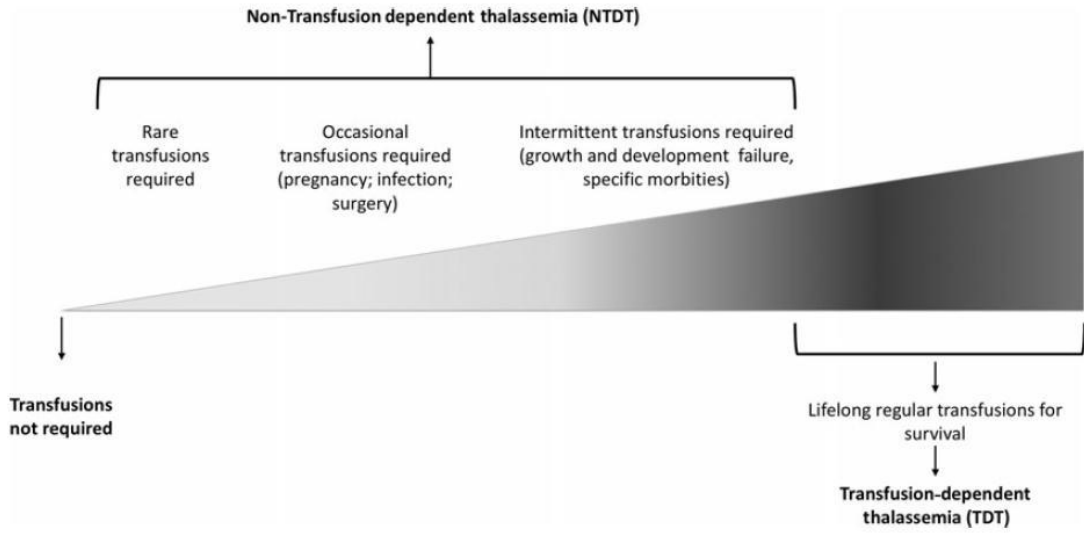 Non-Transfusion dependent thalassemia (NTDT)
Rare
transfusions
required
Occasional
transfusions required
(pregnancy; infection;
surgery)
Intermittent transfusions required
(growth and development failure,
specific morbities)
Transfusions
not required
Lifelong regular transfusions for
survival
Transfusion-dependent
thalassemia (TDT)